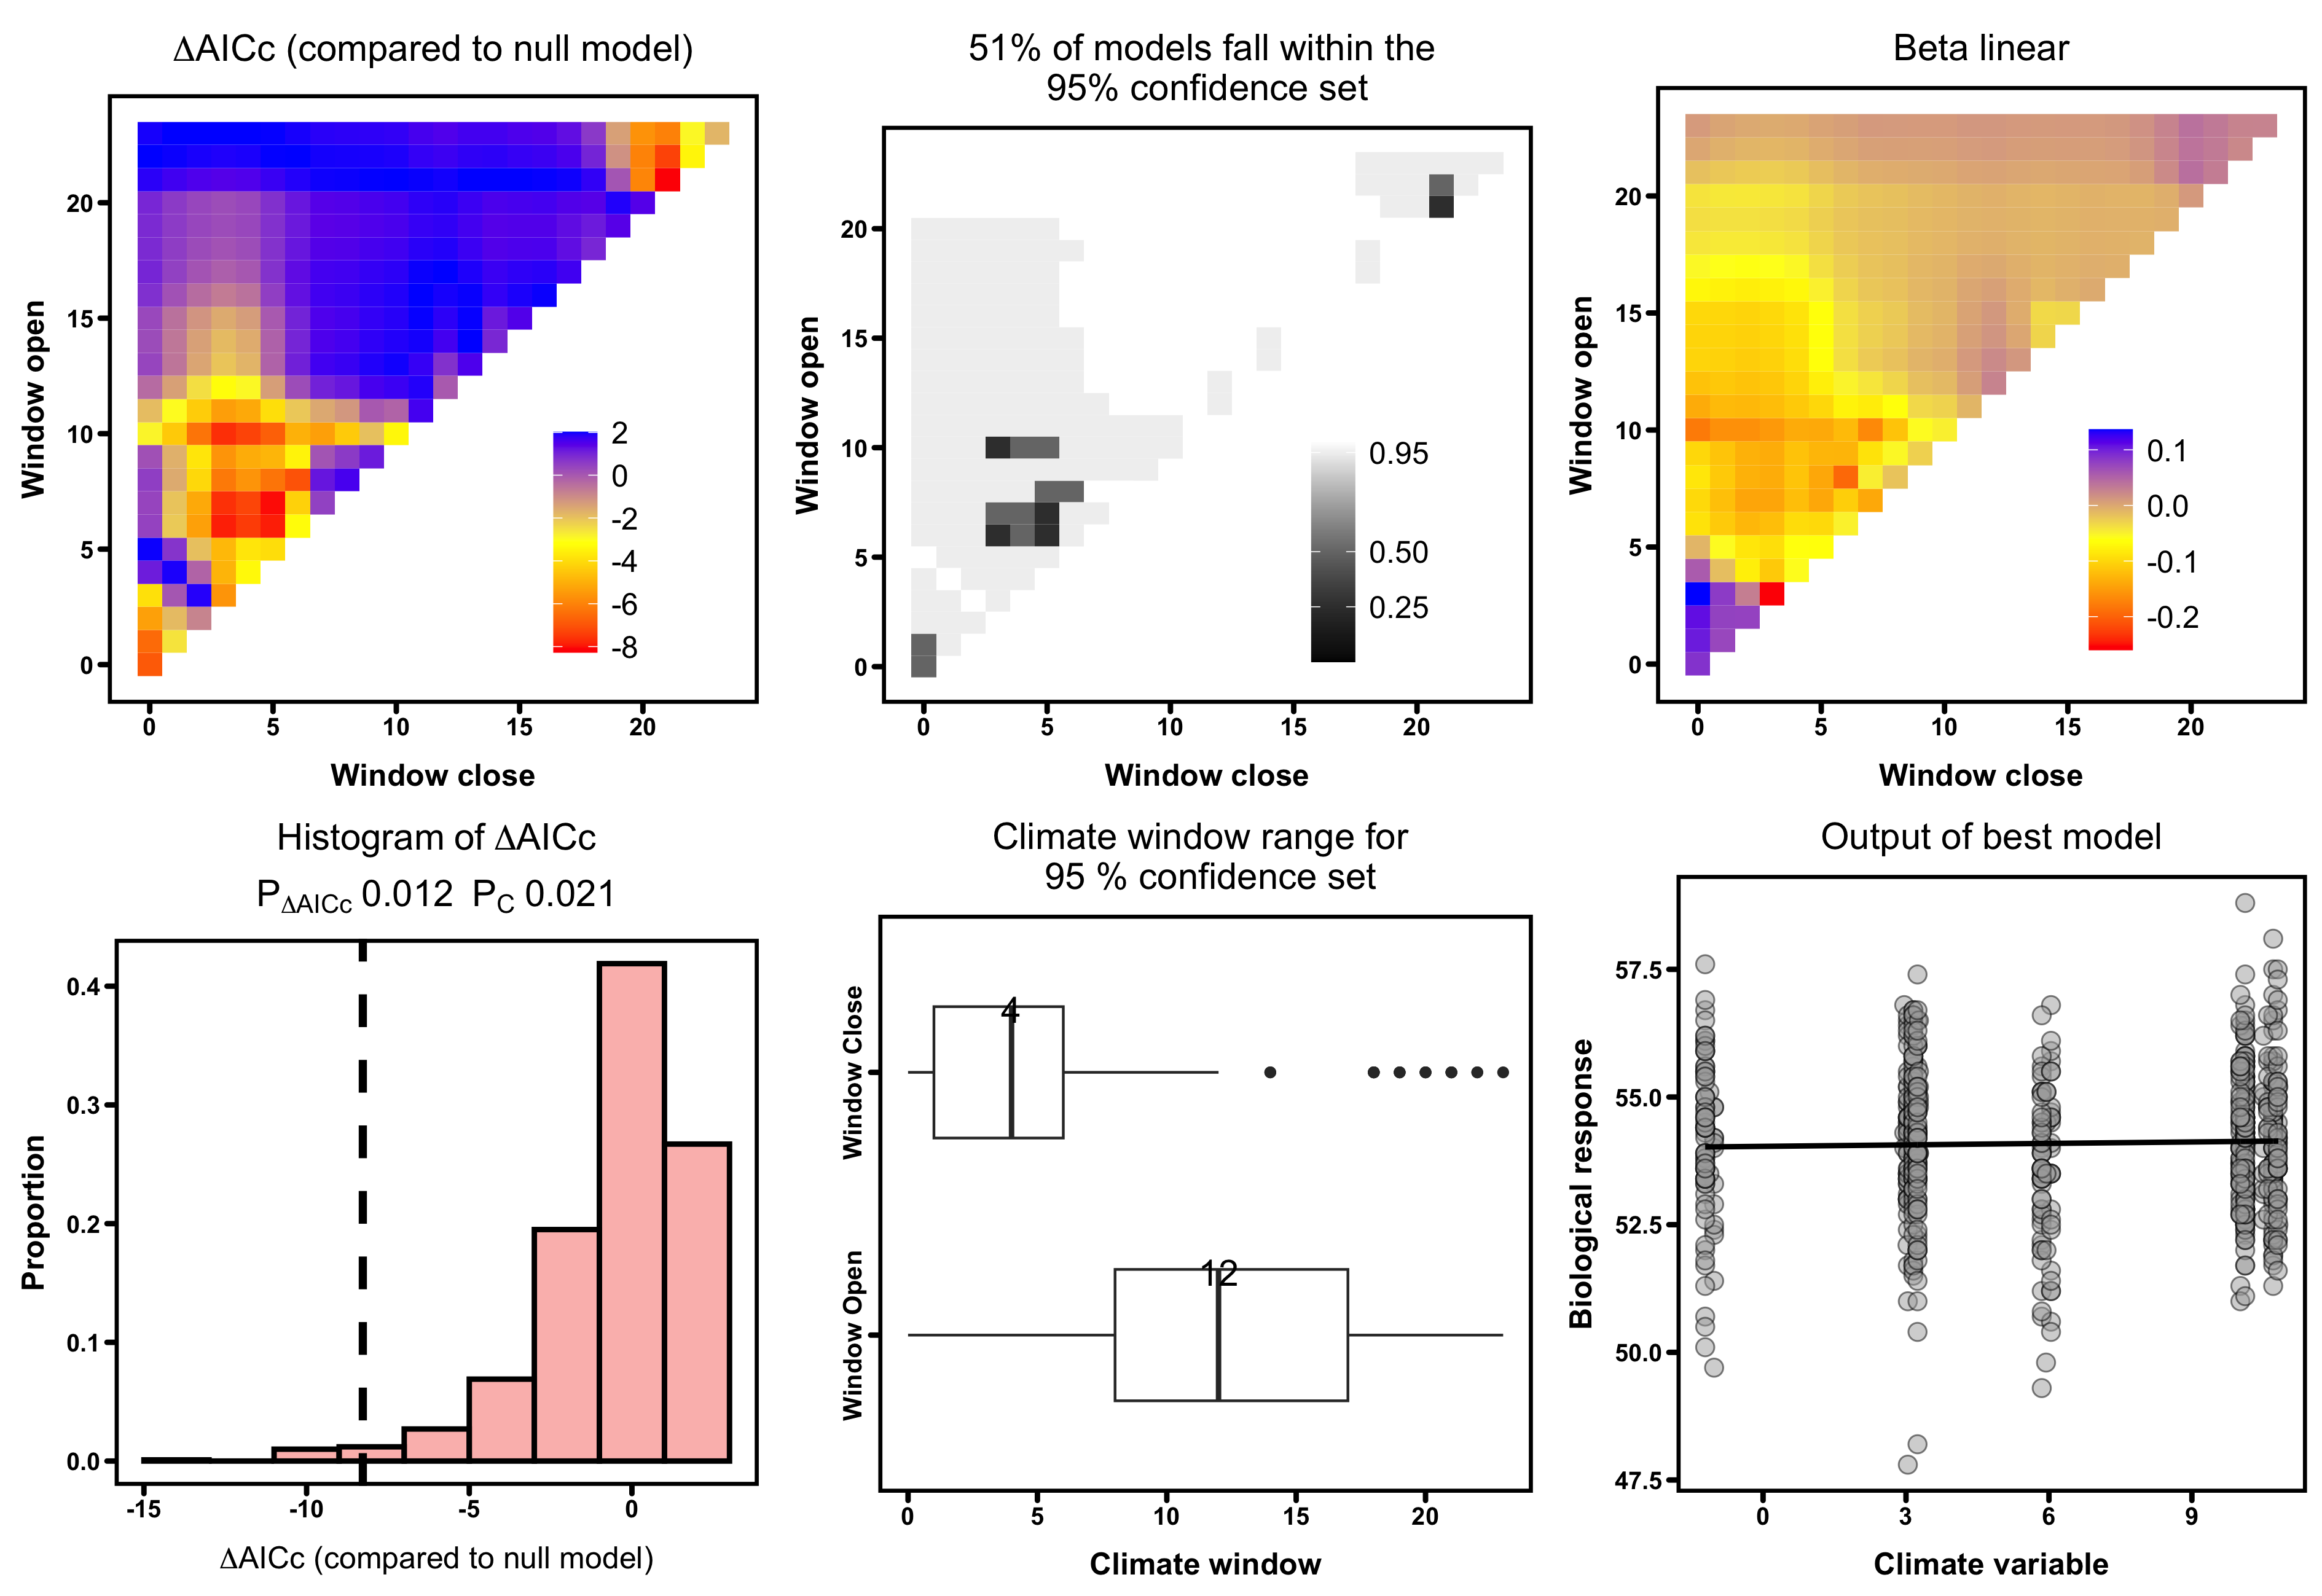 ΔAICc (compared to null model)
Window open
20
15
10
5
0
0 5 10 15 20
Window close
2
0
-2
-4
-6
-8
51% of models fall within the
95% confidence set
Window open
20
15
10
5
0
0 5 10 15 20
Window close
0.95
0.50
0.25
Beta linear
Window open
20
15
10
5
0
0 5 10 15 20
Window close
0.1
0.0
-0.1
-0.2
Histogram of ΔAICc
PΔAICc 0.012 PC 0.021
Proportion
0.4
0.3
0.2
0.1
0.0
-15 -10 -5 0
ΔAICc (compared to null model)
Climate window range for
95 % confidence set
Window Close
4
Window Open
12
0 5 10 15 20
Climate window
Output of best model
Biological response
57.5
55.0
52.5
50.0
47.5
0 3 6 9
Climate variable